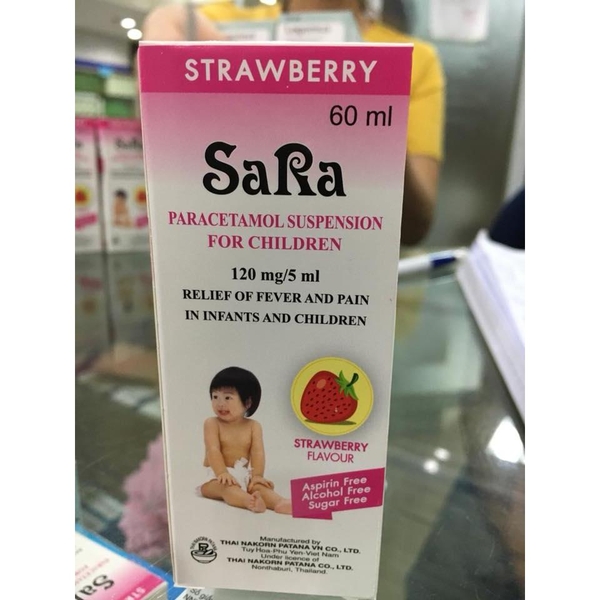 STRAWBERRY
60 ml
SaRa
PARACETAMOL SUSPENSION
FOR CHILDREN
120 mg/5 ml
RELIEF OF FEVER AND PAIN
IN INFANTS AND CHILDREN
STRAWBERRY
FLAVOUR
Aspirin Free
Alcohol Free
Sugar Free
Manufactured by
THAI NAKORN PATANA VN CO., LTD.
Tuy Hoa-Phu Yen-Viet Nam
Under licence of
THAI NAKORN PATANA CO., LTD.
Nonthaburi, Thailand.